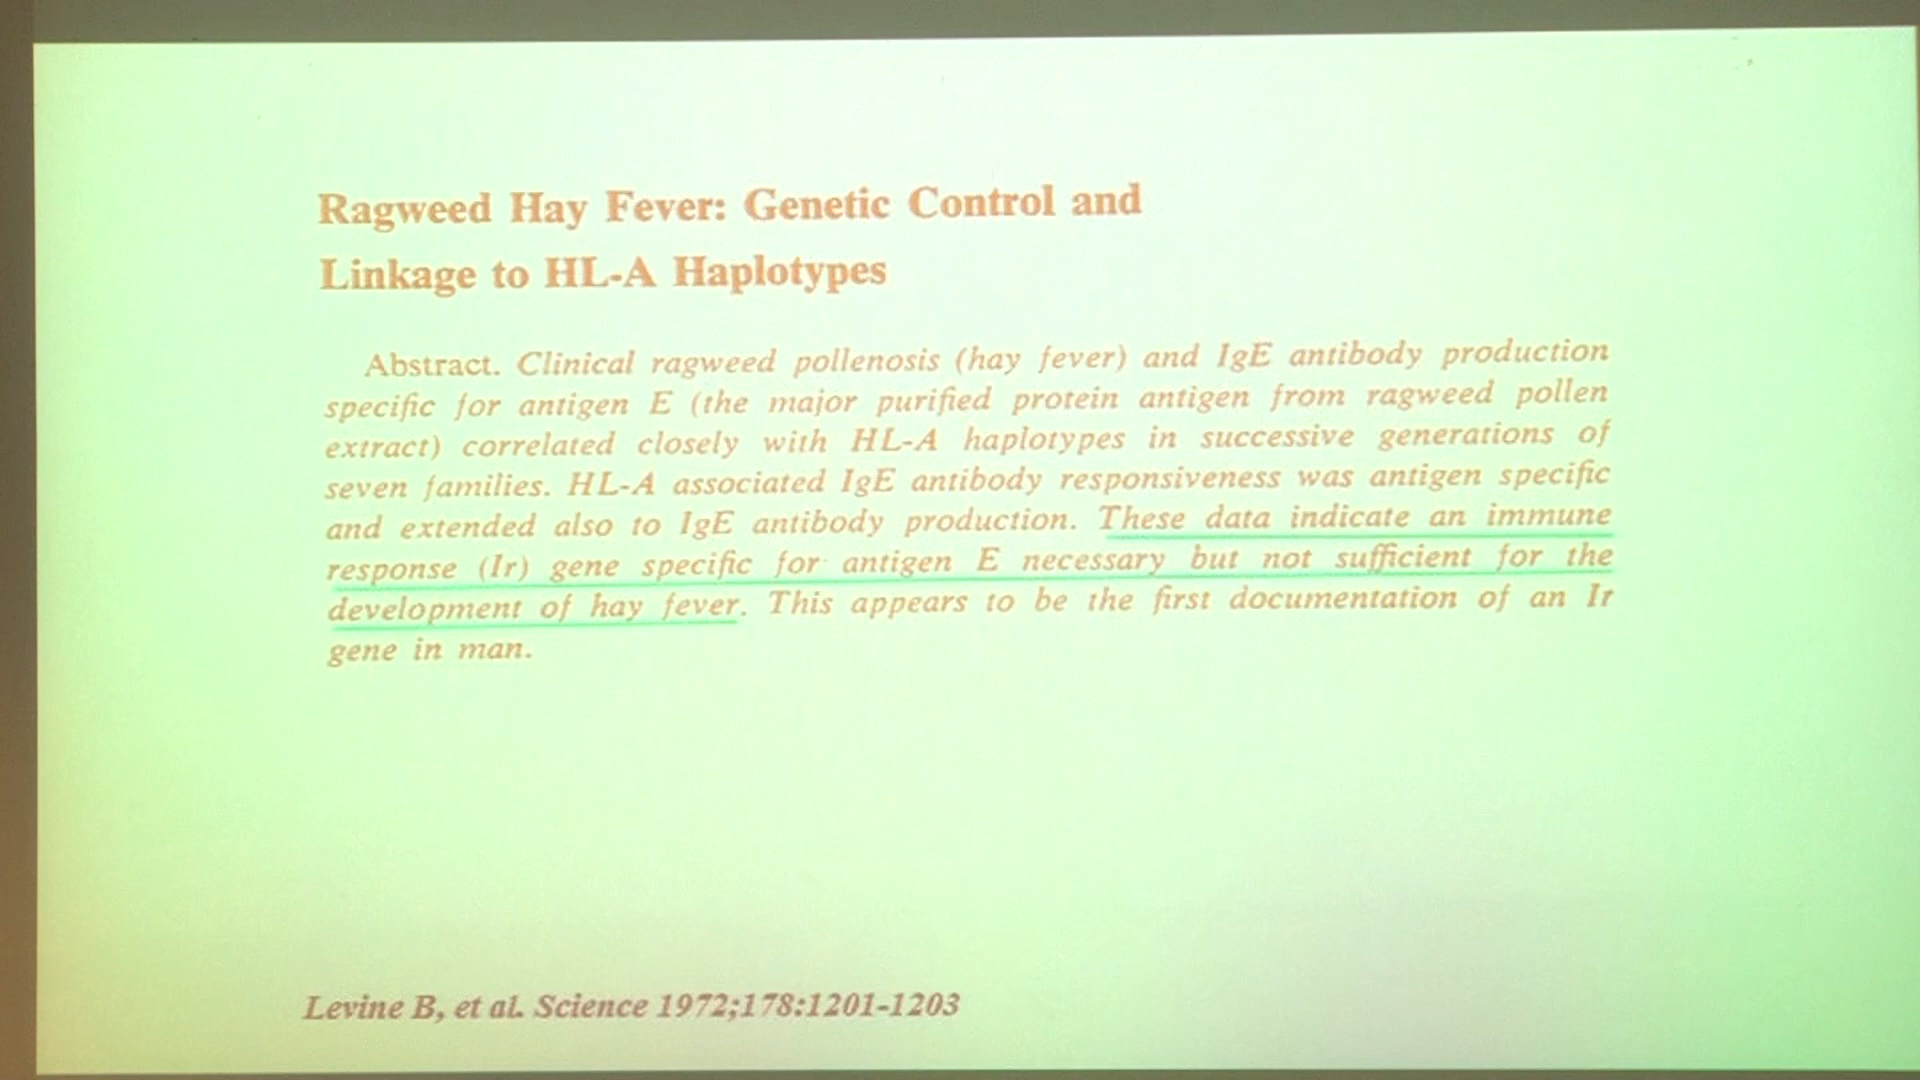 Ragweed Hay Fever: Genetic Control and
Linkage to HL-A Haplotypes
Abstract. Clinical ragweed pollenosis (hay fever) and IgE antibody production
specific for antigen E (the major purified protein antigen from ragweed pollen
extract) correlated closely with HL-A haplotypes in successive generations of
seven families. HL-A associated IgE antibody responsiveness was antigen specific
and extended also to IgE antibody production. These data indicate an immune
response (Ir) gene specific for antigen E necessary but not sufficient for the
development of hay fever. This appears to be the first documentation of an Ir
gene in man.
Levine B, et al. Science 1972;178:1201-1203